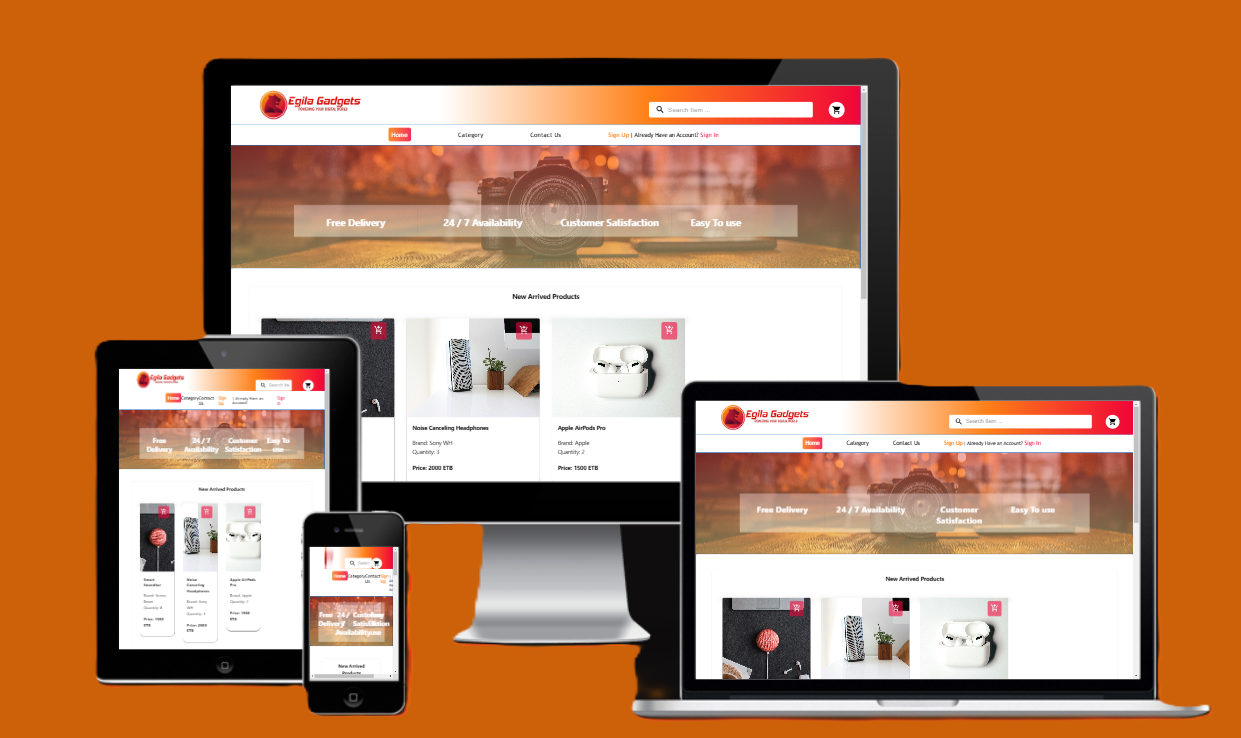 Egila Gadgets
POWERING YOUR DIGITAL WORLD
Search Item ...
Home
Category
Contact Us
Sign Up | Already Have an Account? Sign In
Free Delivery
24 / 7 Availability
Customer Satisfaction
Easy To use
New Arrived Products
Noise Canceling Headphones
Brand: Sony WH
Quantity: 3
Price: 2000 ETB
Apple AirPods Pro
Brand: Apple
Quantity: 2
Price: 1500 ETB
Egila Gadgets
Search Ite
Home
Category
Contact
Us
Sign
Up
| Already Have an
Account?
Sign
In
Free
Delivery
24 / 7
Availability
Customer
Satisfaction
Easy To
use
New Arrived Products
Smart
Soundbar
Quantity: 8
ETB
Noise
Canceling
Headphones
Brand: Sony
WH
Quantity: 3
Price: 2000
ETB
Apple AirPods
Pro
Brand: Apple
Quantity: 2
Price: 1500
ETB
Search
Home
Category
Contact
Us
Sign
Up
Free
Delivery
24 /
Availability
Satisfaction
use
New Arrived
Products
Egila Gadgets
POWERING YOUR DIGITAL WORLD
Search Item ...
Home
Category
Contact Us
Sign Up | Already Have an Account? Sign In
Free Delivery
24 / 7 Availability
Customer
Satisfaction
Easy To use
New Arrived Products